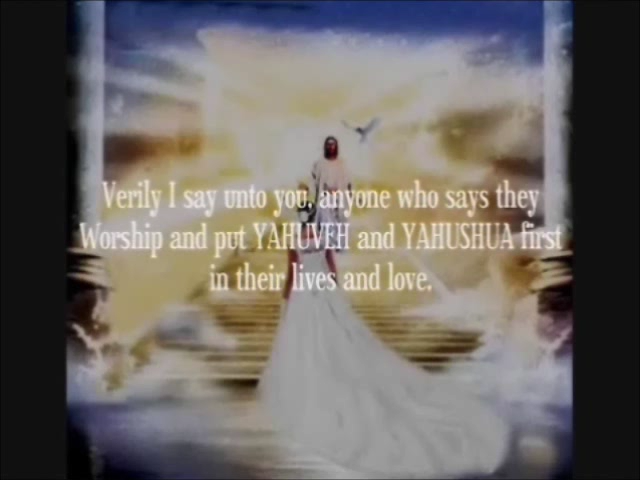 Verily I say unto you, anyone who says they
Worship and put YAHUVEH and YAHUSHUA first
in their lives and love.